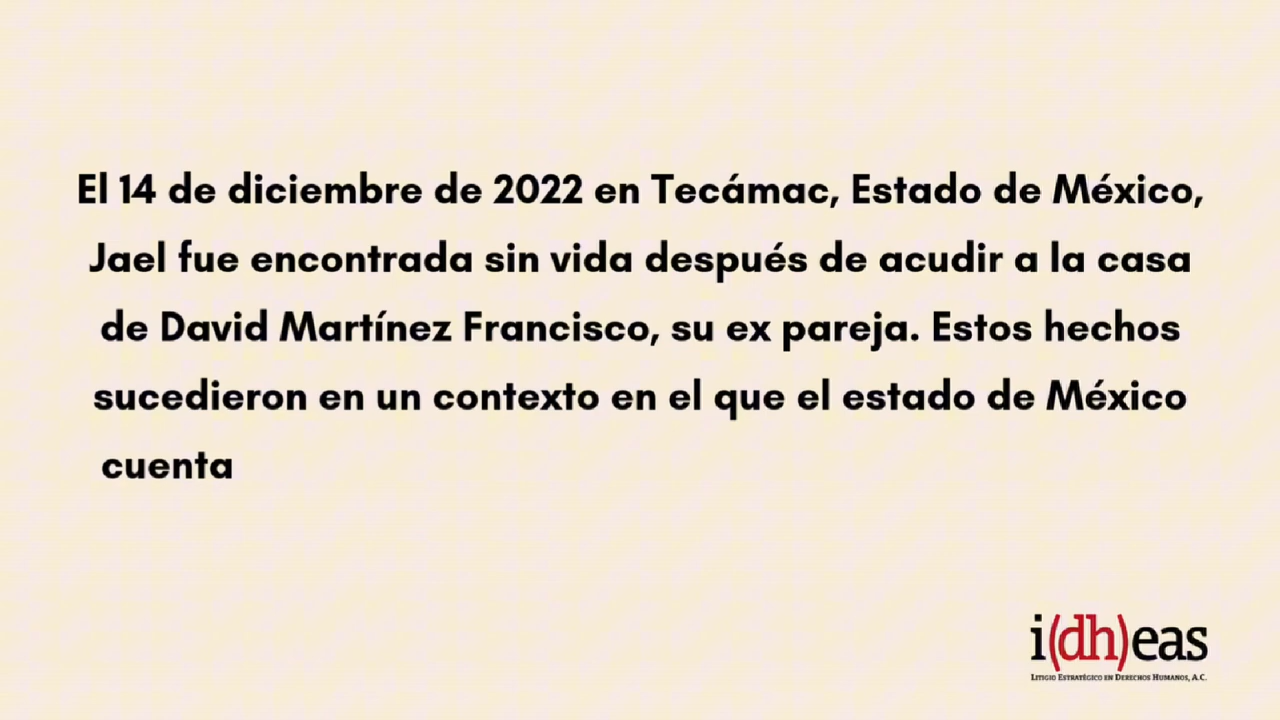 El 14 de diciembre de 2022 en Tecámac, Estado de México,
Jael fue encontrada sin vida después de acudir a la casa
de David Martínez Francisco, su ex pareja. Estos hechos
sucedieron en un contexto en el que el estado de México
cuenta
i(dh)eas
Litigio Estratégico en Derechos Humanos, A.C.